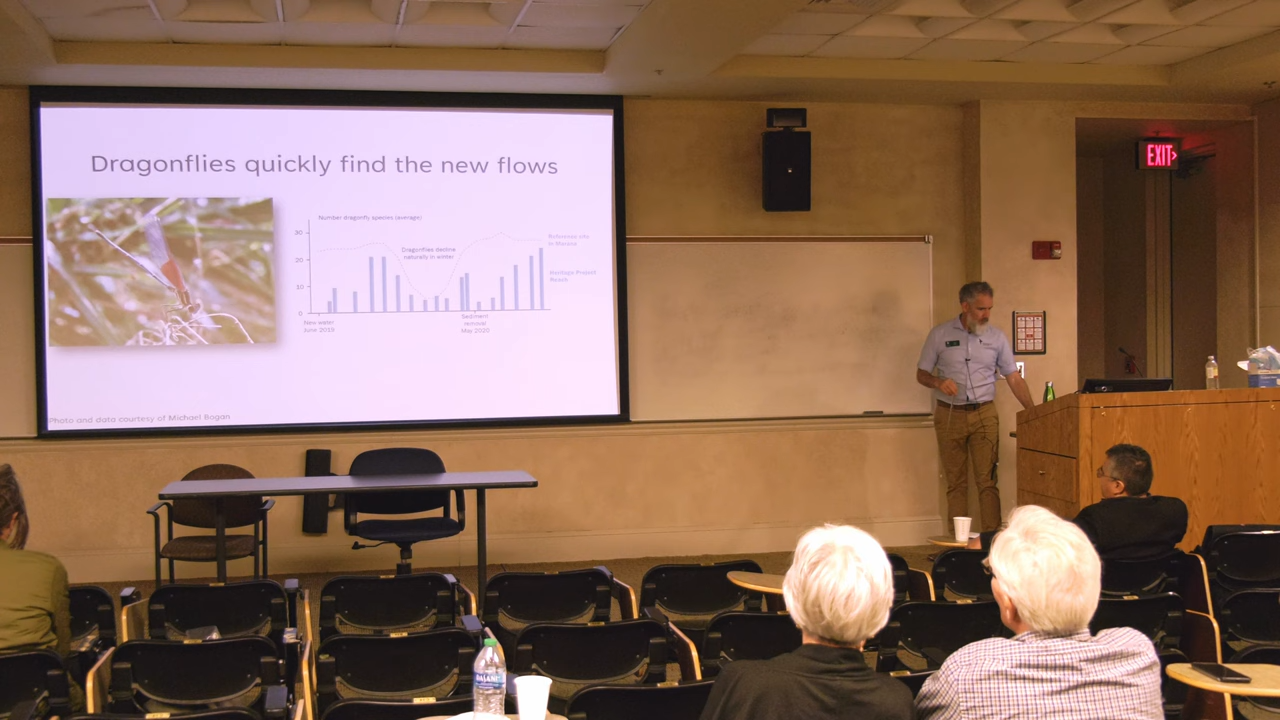 Dragonflies quickly find the new flows
Number dragonfly species (average)
30
20
10
0
Dragonflies decline
naturally in winter
Reference site
in Marana
Heritage Project
Reach
New water
June 2019
Sediment
removal
May 2020
Photo and data courtesy of Michael Bogan
EXIT
DASANI